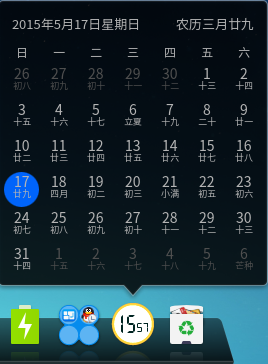 2015年5月17日星期日 农历三月廿九
日 一 二 三 四 五 六
26 27 28 29 30 1 2
初八 初九 初十 十一 十二 十三 十四
3 4 5 6 7 8 9
十五 十六 十七 立夏 十九 二十 廿一
10 11 12 13 14 15 16
廿二 廿三 廿四 廿五 廿六 廿七 廿八
17 18 19 20 21 22 23
廿九 四月 初二 初三 小满 初五 初六
24 25 26 27 28 29 30
初七 初八 初九 初十 十一 十二 十三
31 1 2 3 4 5 6
十四 十五 十六 十七 十八 十九 芒种
15 57